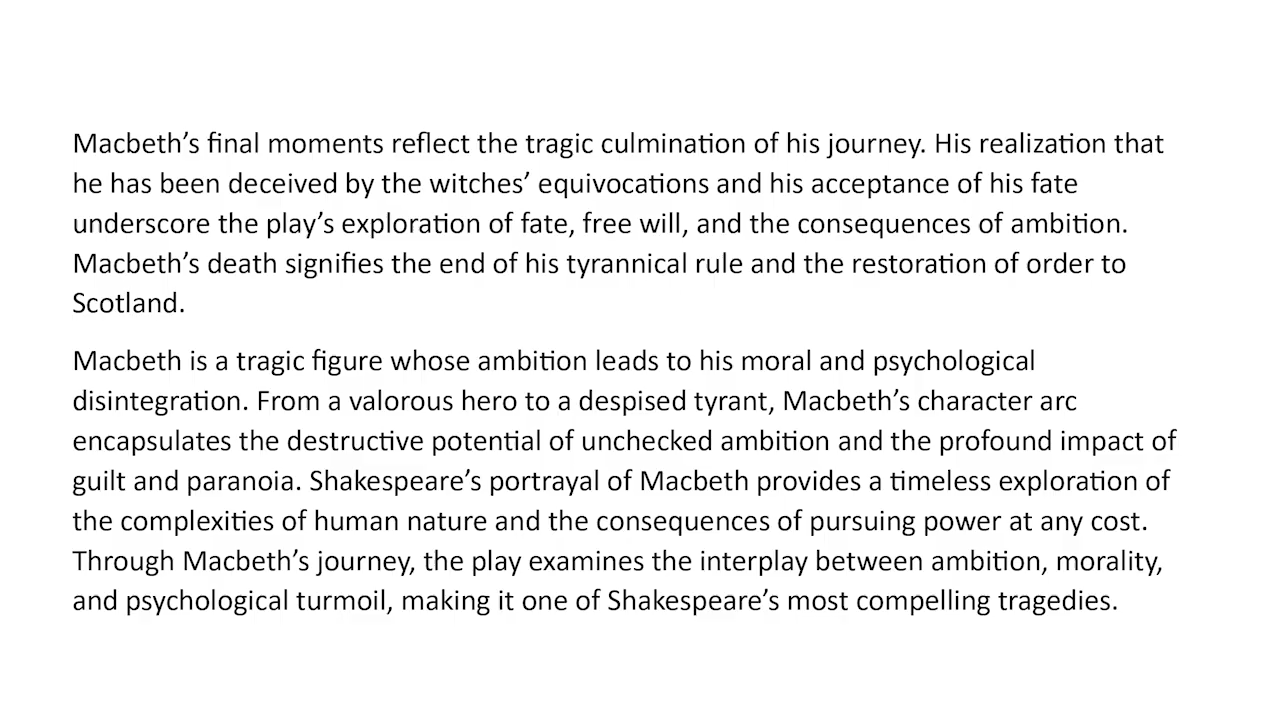 Macbeth’s final moments reflect the tragic culmination of his journey. His realization that
he has been deceived by the witches’ equivocations and his acceptance of his fate
underscore the play’s exploration of fate, free will, and the consequences of ambition.
Macbeth’s death signifies the end of his tyrannical rule and the restoration of order to
Scotland.
Macbeth is a tragic figure whose ambition leads to his moral and psychological
disintegration. From a valorous hero to a despised tyrant, Macbeth’s character arc
encapsulates the destructive potential of unchecked ambition and the profound impact of
guilt and paranoia. Shakespeare’s portrayal of Macbeth provides a timeless exploration of
the complexities of human nature and the consequences of pursuing power at any cost.
Through Macbeth’s journey, the play examines the interplay between ambition, morality,
and psychological turmoil, making it one of Shakespeare’s most compelling tragedies.